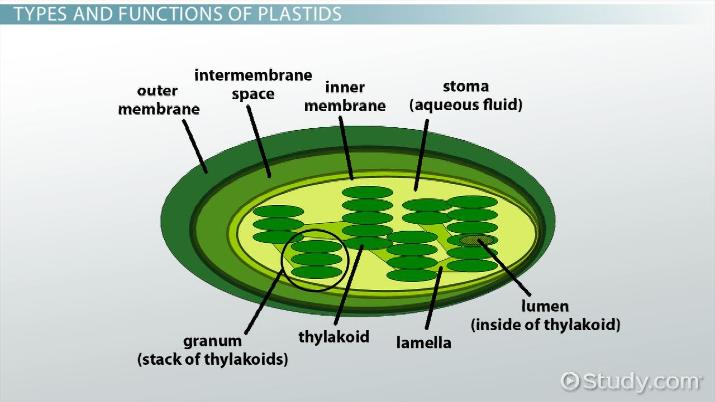 TYPES AND FUNCTIONS OF PLASTIDS
outer
membrane
intermembrane
space
inner
membrane
stoma
(aqueous fluid)
granum
(stack of thylakoids)
thylakoid
lamella
lumen
(inside of thylakoid)
Study.com